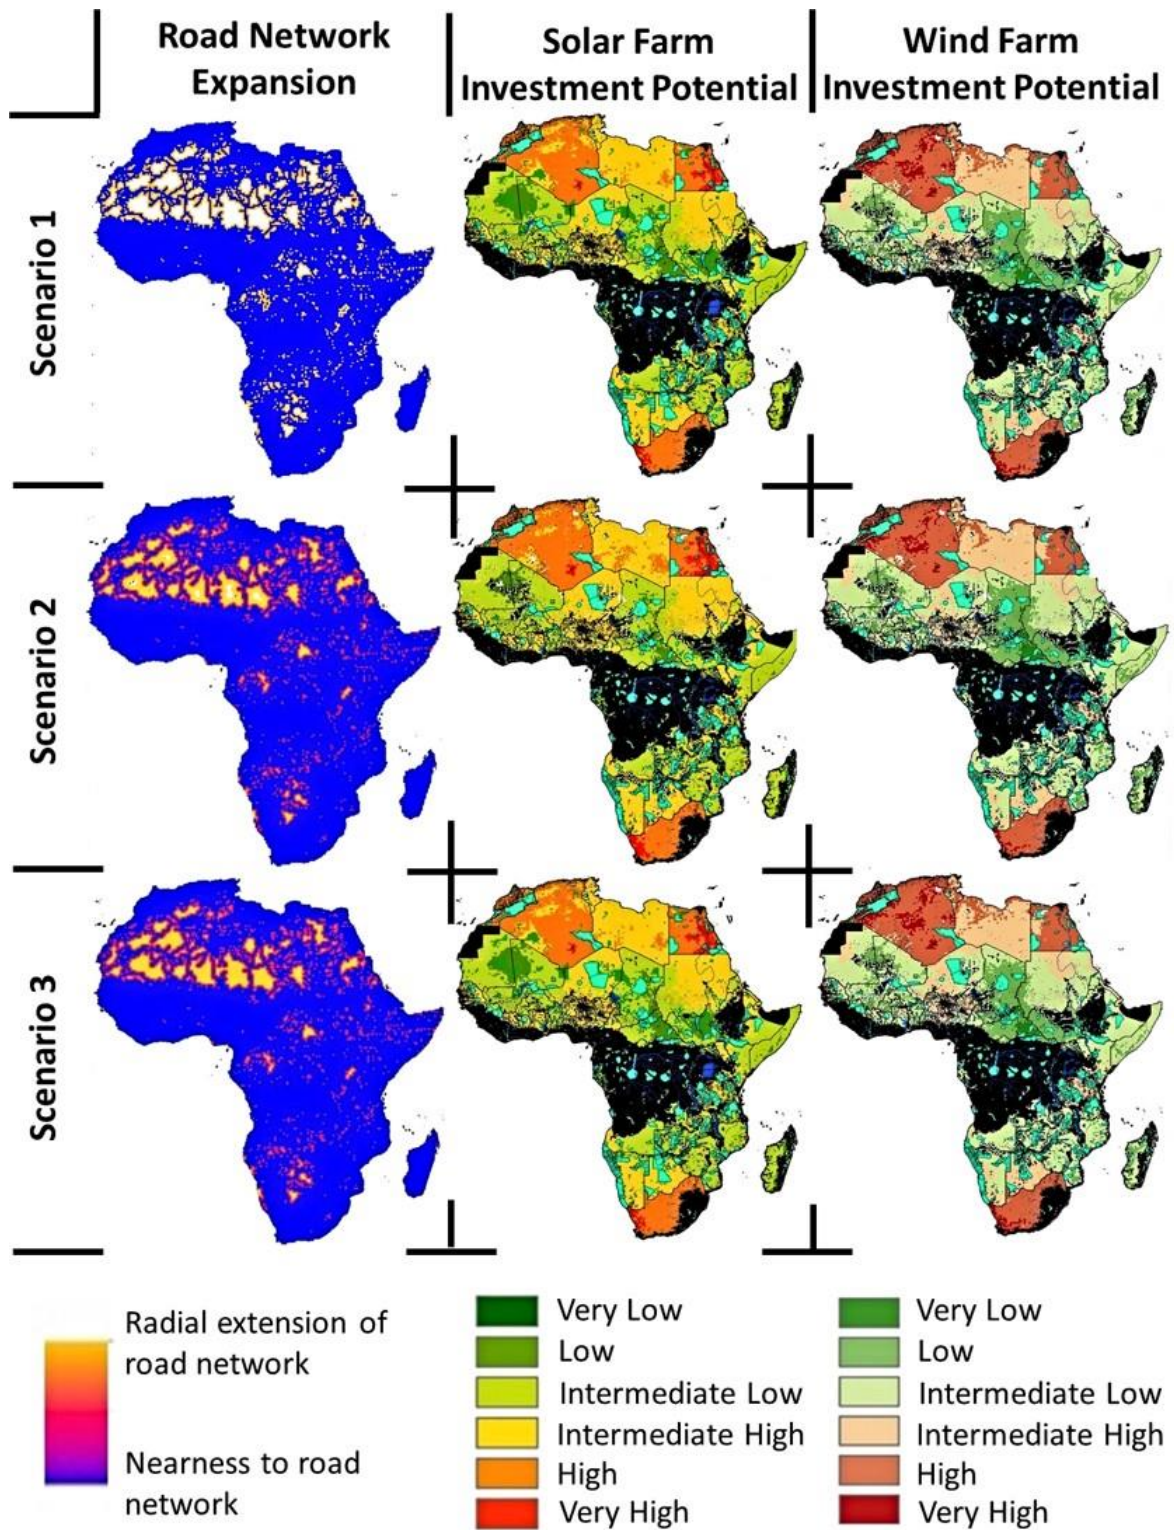 Road Network
Expansion
Solar Farm
Investment Potential
Wind Farm
Investment Potential
Scenario 1
Scenario 2
Scenario 3
Radial extension of
road network
Nearness to road
network
Very Low
Low
Intermediate Low
Intermediate High
High
Very High
Very Low
Low
Intermediate Low
Intermediate High
High
Very High